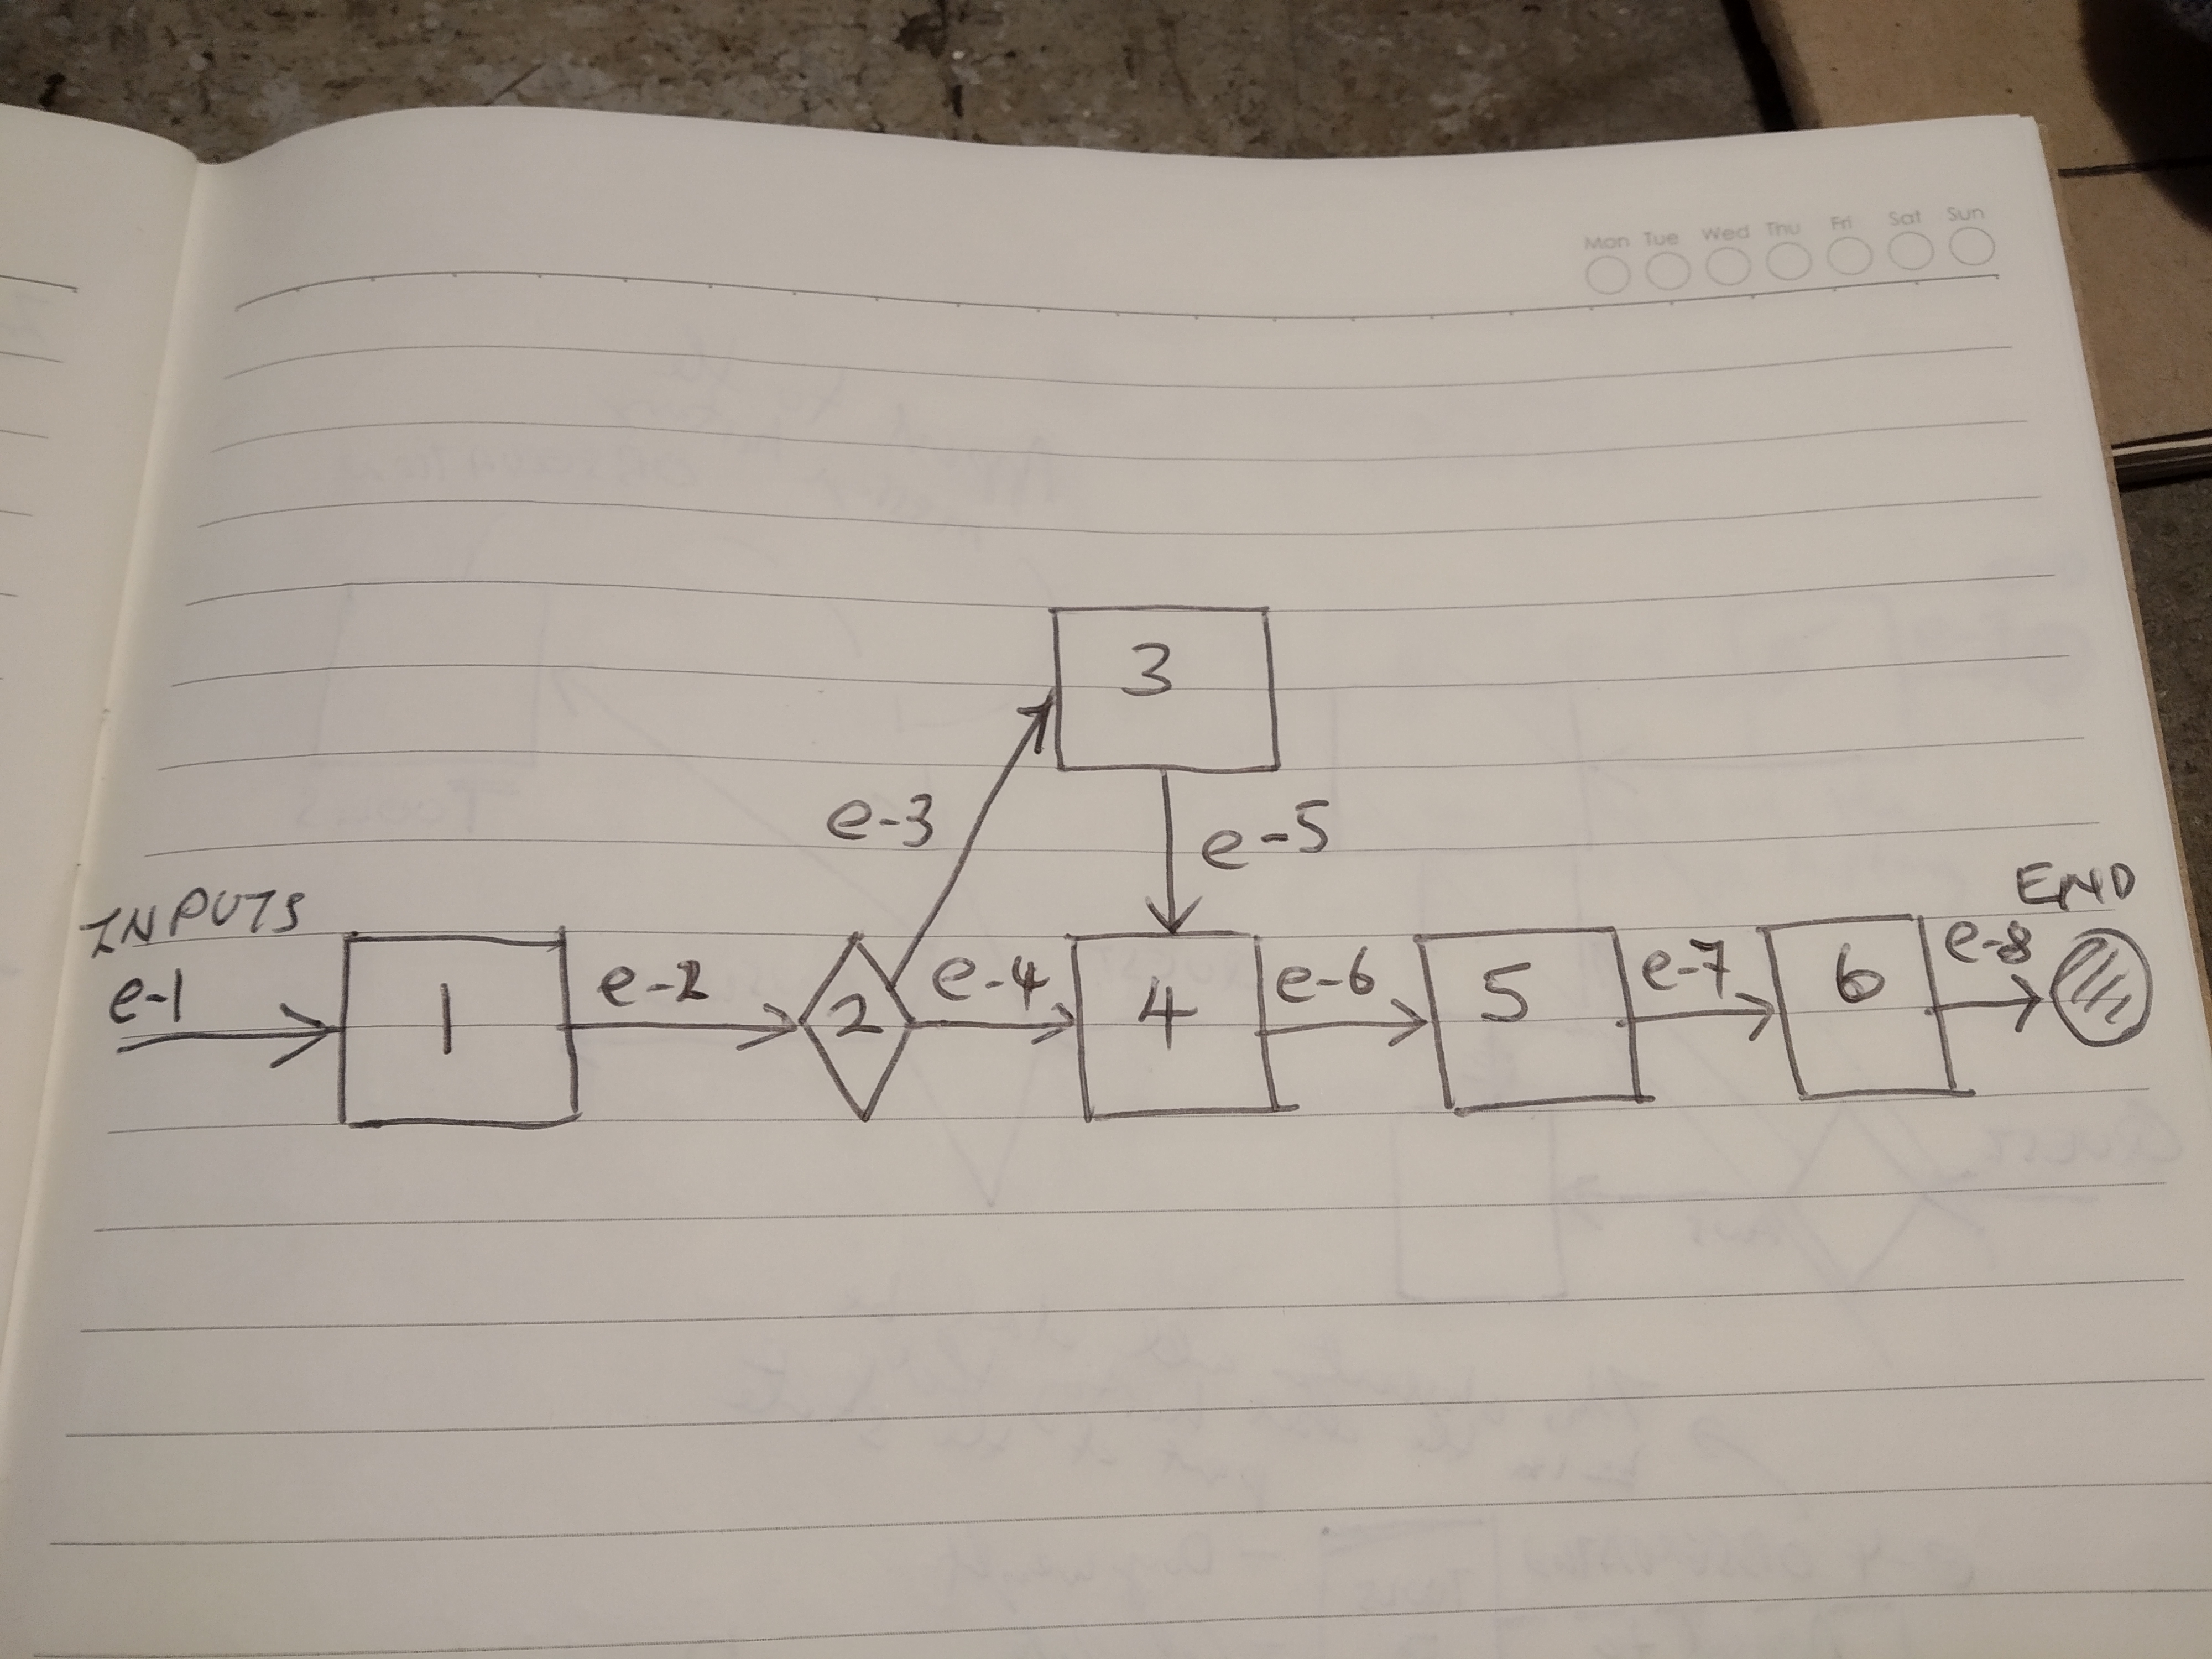 Mon Tue Wed Thu Fri Sat Sun
3
e-3
e-5
INPUTS
END
e-1
e-2
e-4
e-6
e-7
e-8
1
2
4
5
6